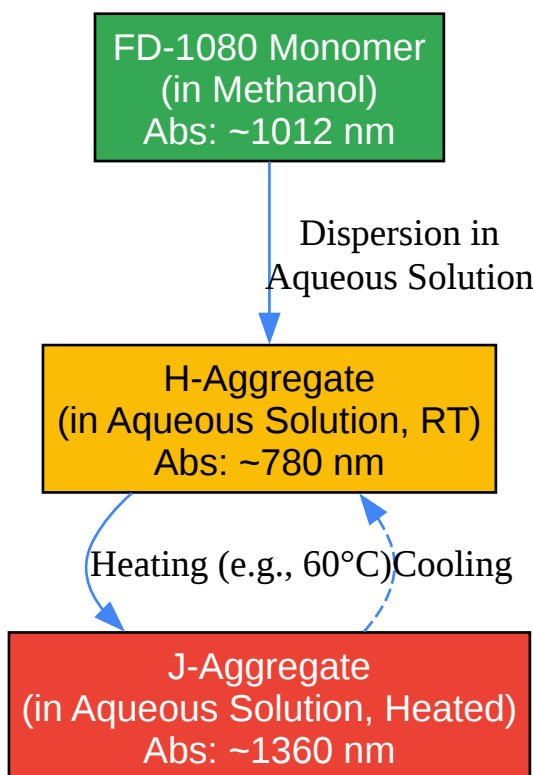 FD-1080 Monomer
(in Methanol)
Abs: ~1012 nm
Dispersion in
Aqueous Solution
H-Aggregate
(in Aqueous Solution, RT)
Abs: ~780 nm
Heating (e.g., 60°C)
Cooling
J-Aggregate
(in Aqueous Solution, Heated)
Abs: ~1360 nm